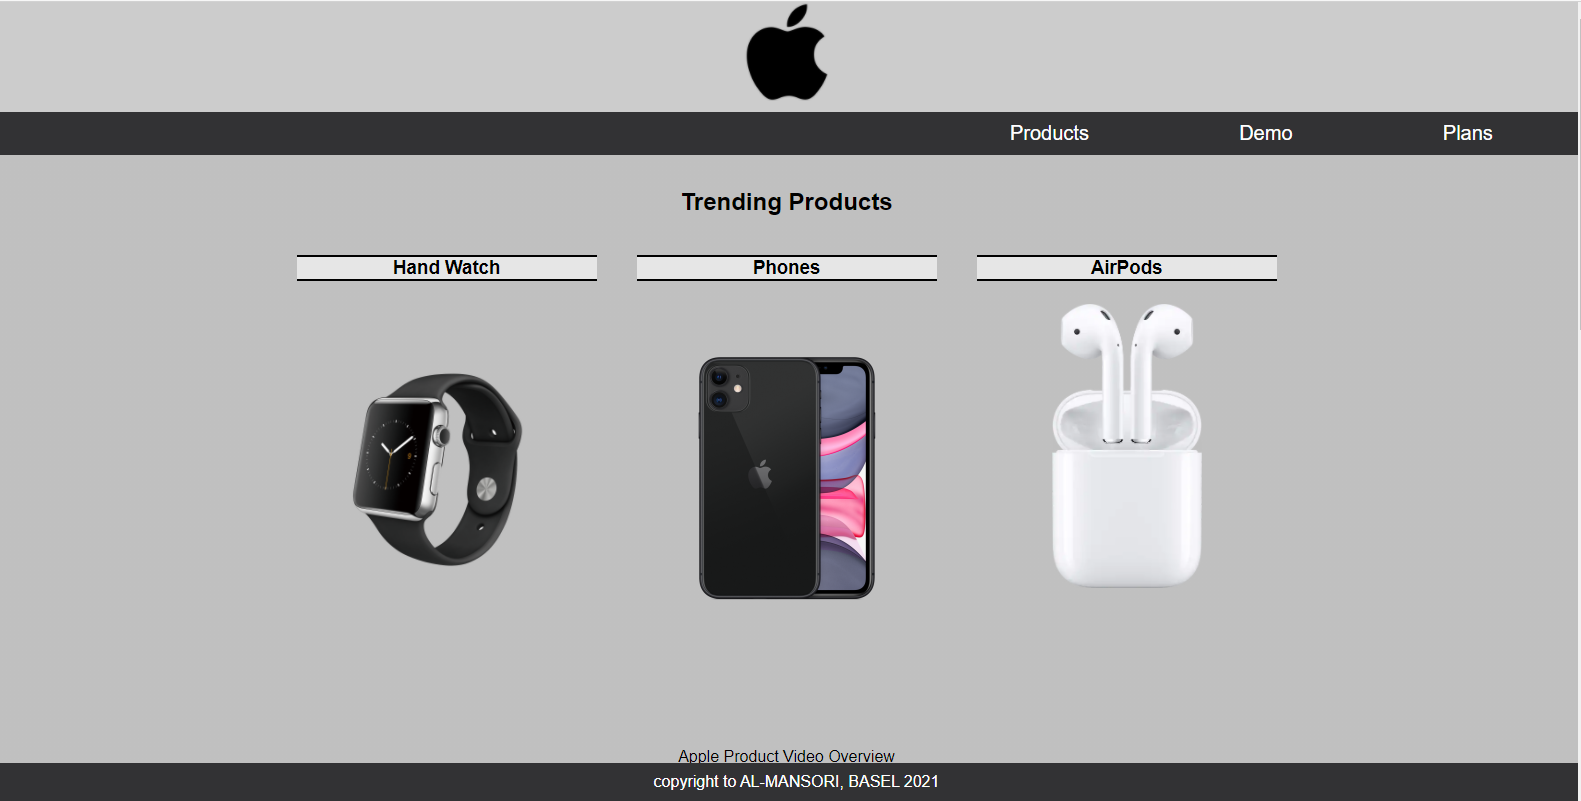 Products Demo Plans
Trending Products
Hand Watch Phones AirPods
Apple Product Video Overview
copyright to AL-MANSORI, BASEL 2021